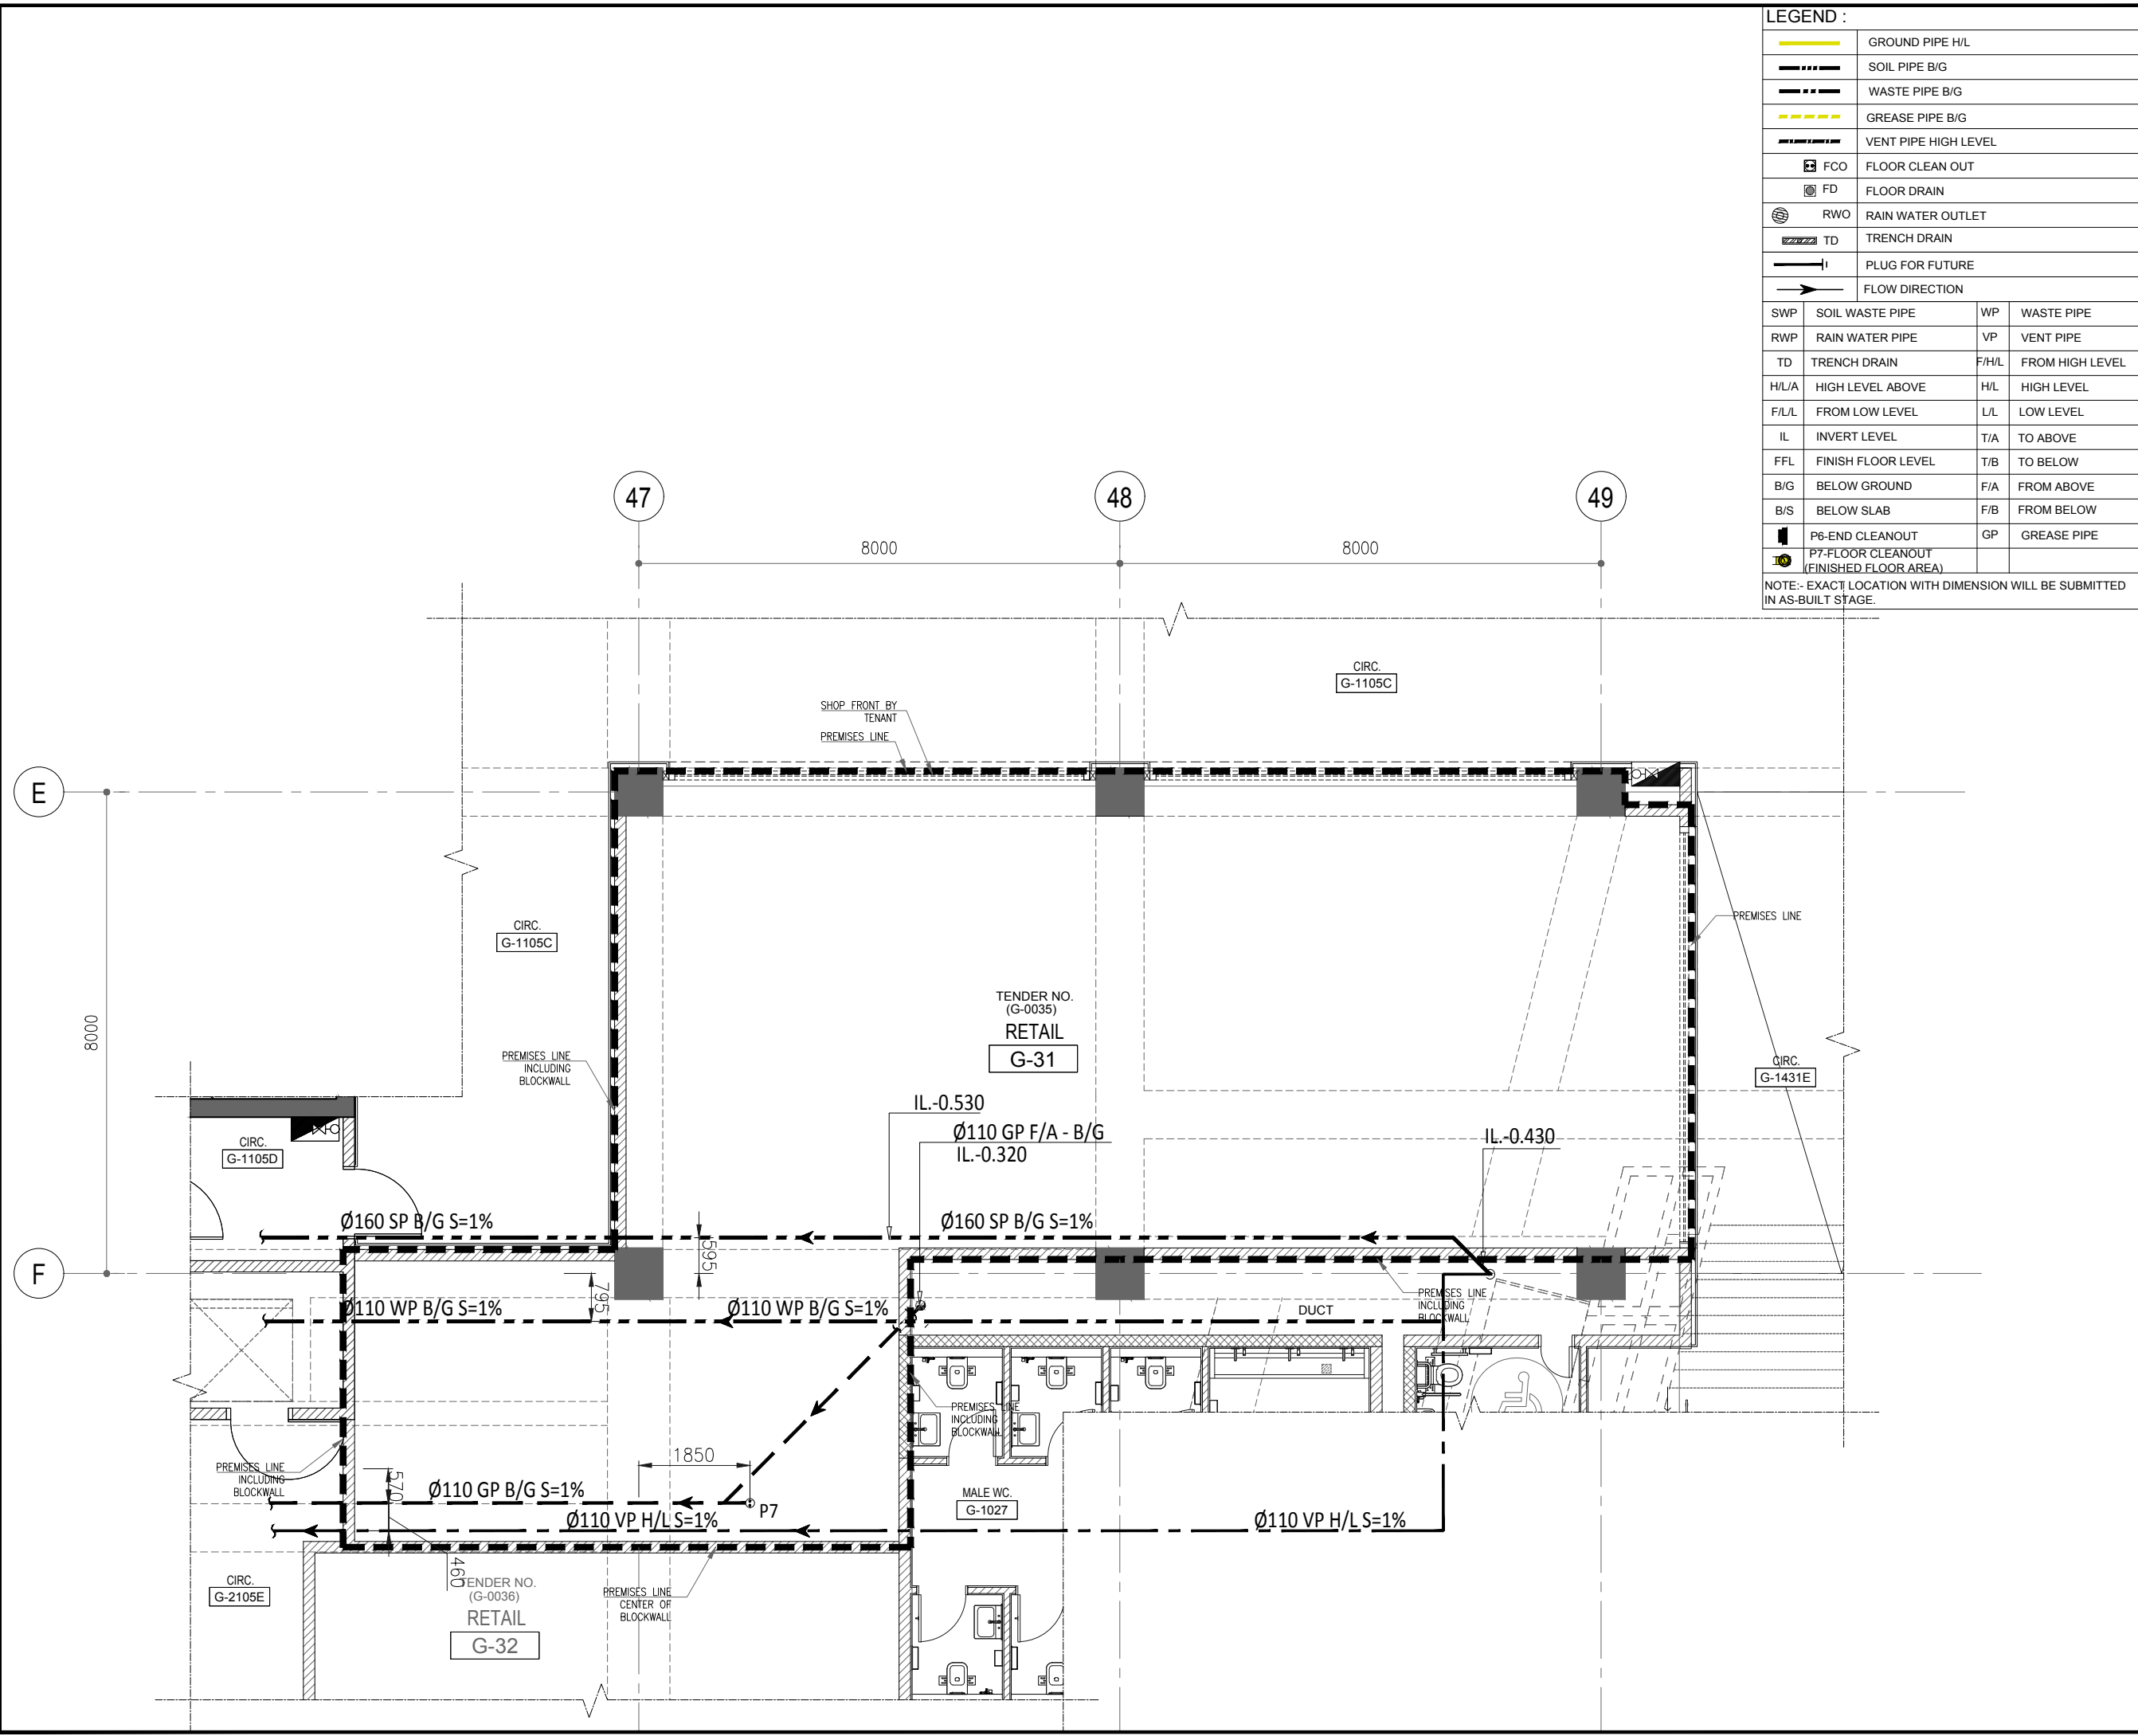 LEGEND :
GROUND PIPE H/L
SOIL PIPE B/G
WASTE PIPE B/G
GREASE PIPE B/G
VENT PIPE HIGH LEVEL
FCO FLOOR CLEAN OUT
FD FLOOR DRAIN
RWO RAIN WATER OUTLET
TD TRENCH DRAIN
PLUG FOR FUTURE
FLOW DIRECTION
SWP SOIL WASTE PIPE WP WASTE PIPE
RWP RAIN WATER PIPE VP VENT PIPE
TD TRENCH DRAIN F/H/L FROM HIGH LEVEL
H/L/A HIGH LEVEL ABOVE H/L HIGH LEVEL
F/L/L FROM LOW LEVEL L/L LOW LEVEL
IL INVERT LEVEL T/A TO ABOVE
FFL FINISH FLOOR LEVEL T/B TO BELOW
B/G BELOW GROUND F/A FROM ABOVE
B/S BELOW SLAB F/B FROM BELOW
P6-END CLEANOUT GP GREASE PIPE
P7-FLOOR CLEANOUT
(FINISHED FLOOR AREA)
NOTE:- EXACT LOCATION WITH DIMENSION WILL BE SUBMITTED
IN AS-BUILT STAGE.
47 48 49
8000 8000
CIRC.
G-1105C
SHOP FRONT BY
TENANT
PREMISES LINE
E
PREMISES LINE
CIRC.
G-1105C
TENDER NO.
(G-0035)
RETAIL
G-31
8000
PREMISES LINE
INCLUDING
BLOCKWALL
CIRC.
G-1431E
IL.-0.530
Ø110 GP F/A - B/G
IL.-0.320
IL.-0.430
CIRC.
G-1105D
Ø160 SP B/G S=1% Ø160 SP B/G S=1%
595
F
795
Ø110 WP B/G S=1% Ø110 WP B/G S=1%
DUCT
PREMISES LINE
INCLUDING
BLOCKWALL
PREMISES LINE
INCLUDING
BLOCKWALL
PREMISES LINE
INCLUDING
BLOCKWALL
1850
570
Ø110 GP B/G S=1%
P7
MALE WC.
G-1027
Ø110 VP H/L S=1% Ø110 VP H/L S=1%
460
CIRC.
G-2105E
TENDER NO.
(G-0036)
RETAIL
G-32
PREMISES LINE
CENTER OF
BLOCKWALL